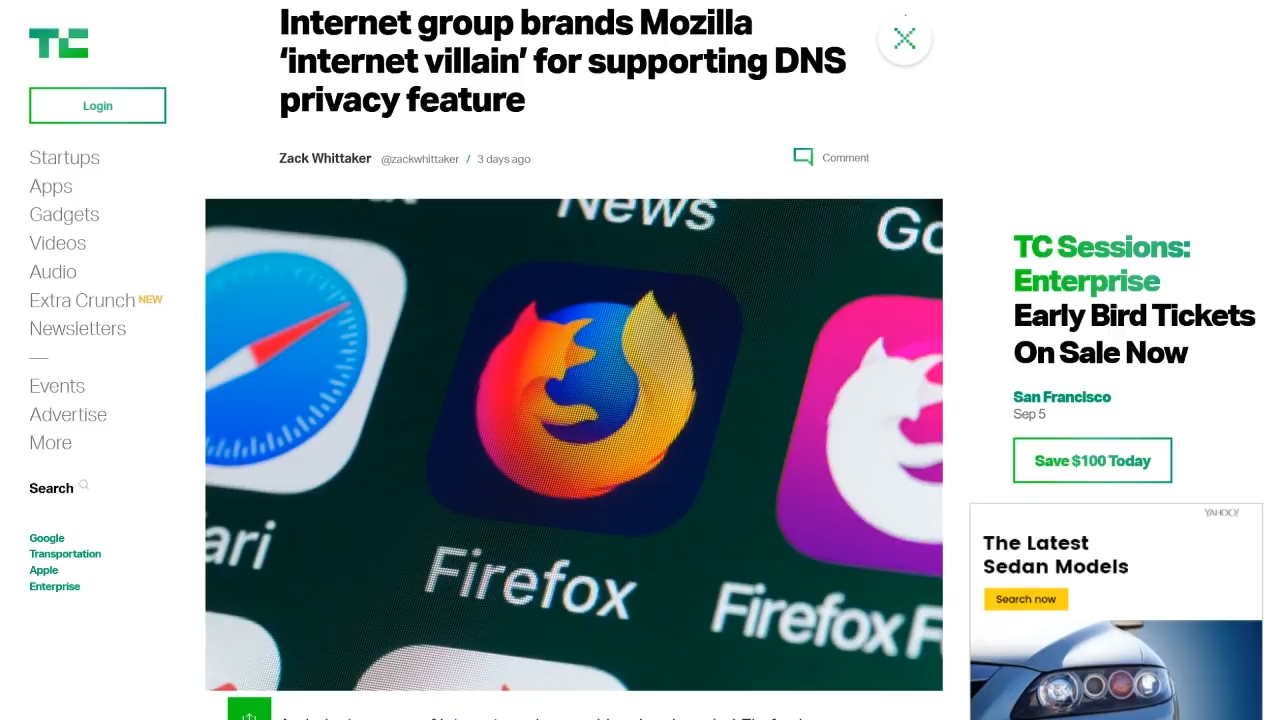 TC
Login
Startups
Apps
Gadgets
Videos
Audio
Extra Crunch NEW
Newsletters
Events
Advertise
More
Search
Google
Transportation
Apple
Enterprise
Internet group brands Mozilla
‘internet villain’ for supporting DNS
privacy feature
Zack Whittaker @zackwhittaker / 3 days ago
Comment
News
Go
ari
Firefox
Firefox F
TC Sessions:
Enterprise
Early Bird Tickets
On Sale Now
San Francisco
Sep 5
Save $100 Today
YAHOO!
The Latest
Sedan Models
Search now